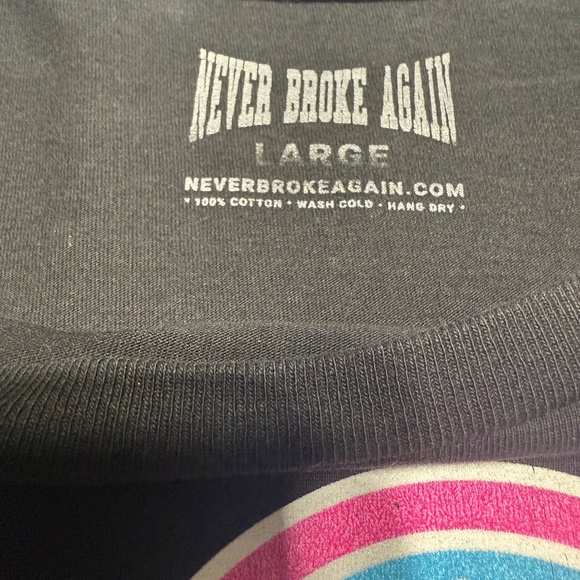 NEVER BROKE AGAIN
LARGE
NEVERBROKEAGAIN.COM
• 100% COTTON • WASH COLD • HANG DRY •